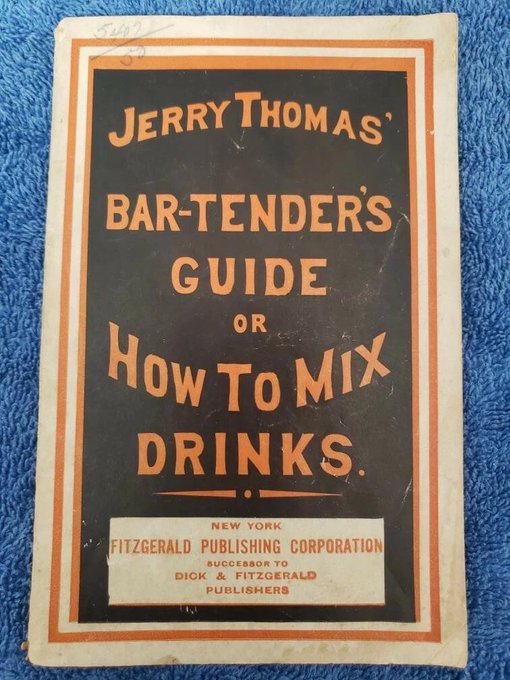 JERRY THOMAS'
BAR-TENDER'S
GUIDE
OR
HOW TO MIX
DRINKS.
NEW YORK
FITZGERALD PUBLISHING CORPORATION
SUCCESSOR TO
DICK & FITZGERALD
PUBLISHERS